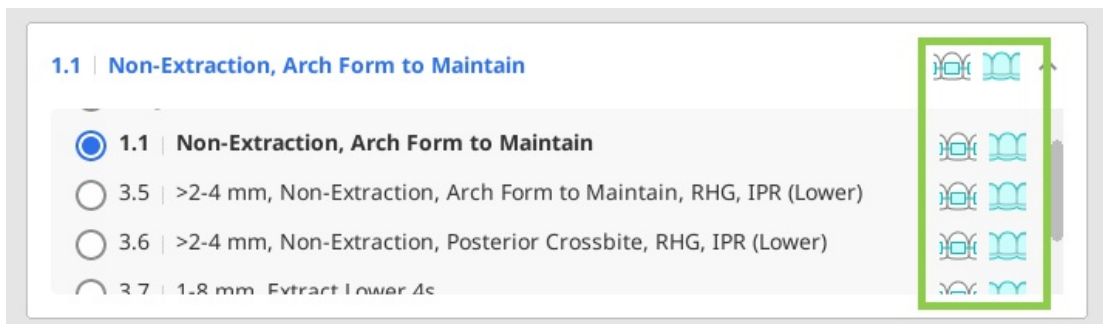 1.1 | Non-Extraction, Arch Form to Maintain
1.1 | Non-Extraction, Arch Form to Maintain
3.5 | >2-4 mm, Non-Extraction, Arch Form to Maintain, RHG, IPR (Lower)
3.6 | >2-4 mm, Non-Extraction, Posterior Crossbite, RHG, IPR (Lower)
3.7 | 1-8 mm, Extract Lower 4s